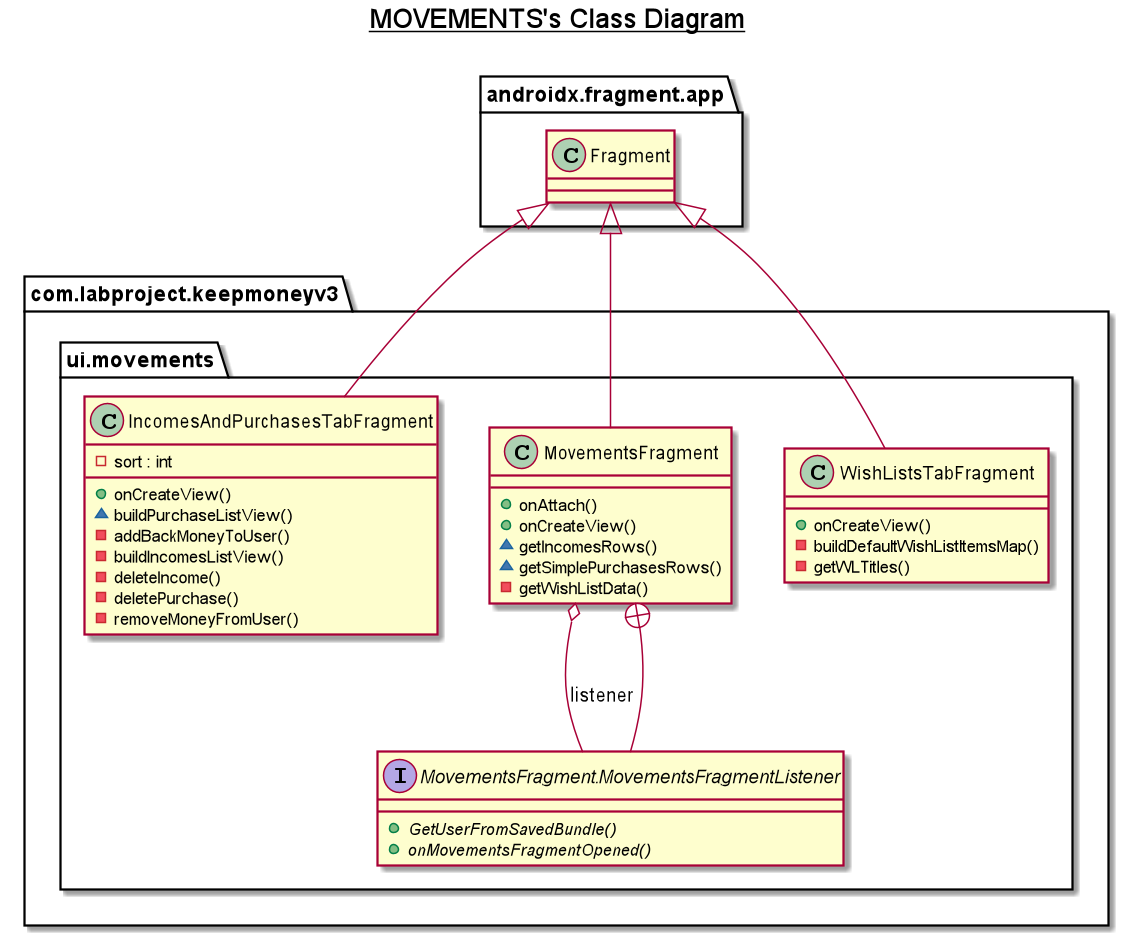 MOVEMENTS's Class Diagram
androidx.fragment.app
C Fragment
com.labproject.keepmoneyv3
ui.movements
C IncomesAndPurchasesTabFragment
sort : int
onCreateView()
buildPurchaseListView()
addBackMoneyToUser()
buildIncomesListView()
deleteIncome()
deletePurchase()
removeMoneyFromUser()
C MovementsFragment
onAttach()
onCreateView()
getIncomesRows()
getSimplePurchasesRows()
getWishListData()
C WishListsTabFragment
onCreateView()
buildDefaultWishListItemsMap()
getWLTitles()
listener
I MovementsFragment.MovementsFragmentListener
GetUserFromSavedBundle()
onMovementsFragmentOpened()